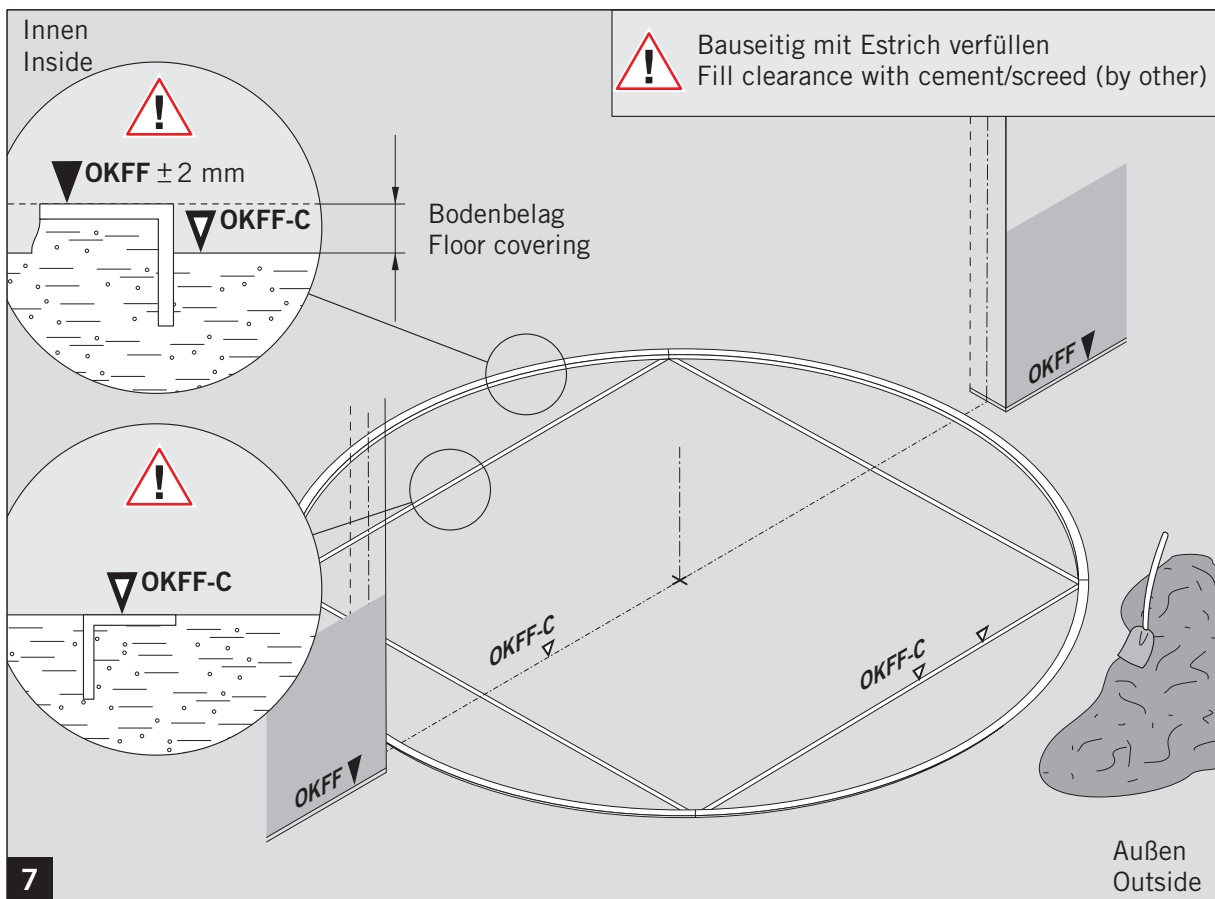 Innen
Inside
!
Bauseitig mit Estrich verfüllen
Fill clearance with cement/screed (by other)
!
OKFF ±2 mm
OKFF-C
Bodenbelag
Floor covering
OKFF
!
OKFF-C
OKFF-C
OKFF-C
OKFF
7
Außen
Outside